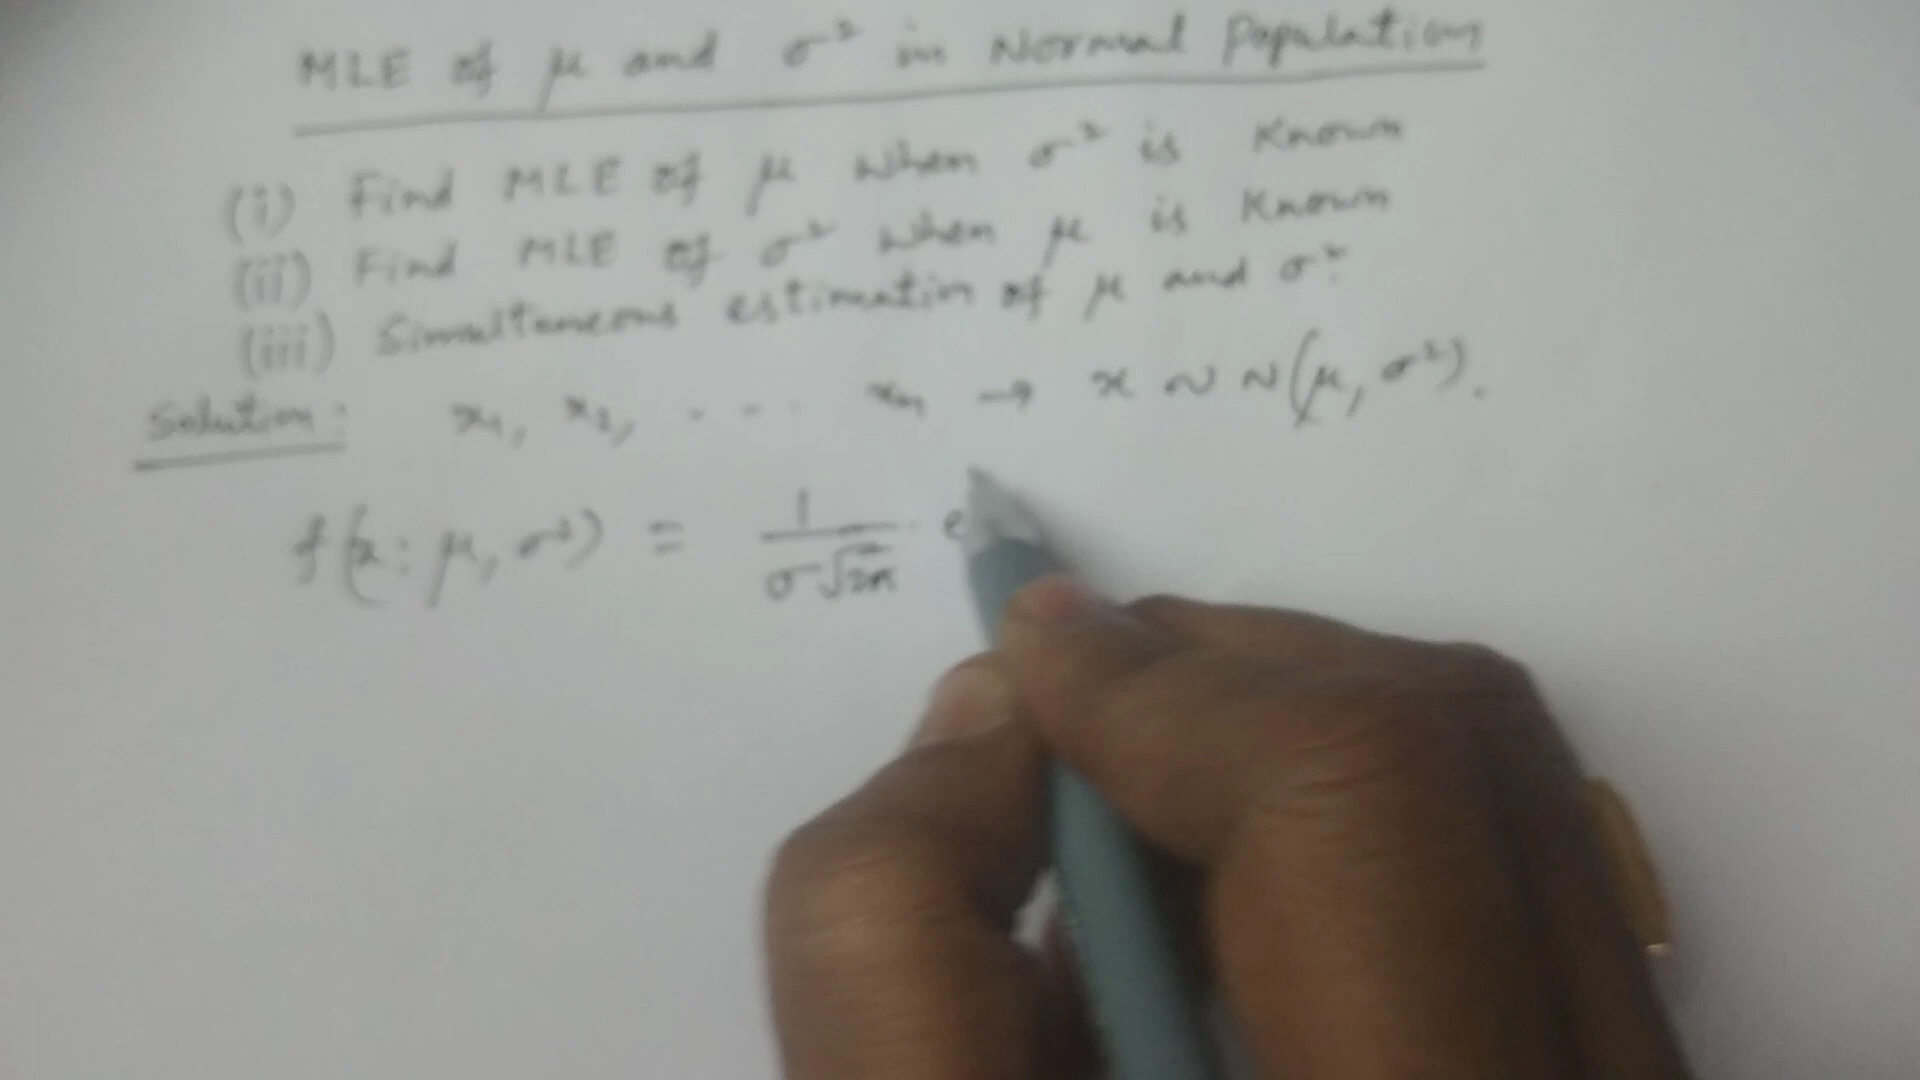 MLE of μ and σ² in Normal Population
(i) Find MLE of μ when σ² is known
(ii) Find MLE of σ² when μ is known
(iii) Simultaneous estimation of μ and σ².
Solution: x₁, x₂, .... xₙ → x ~ N(μ, σ²).
f(x: μ, σ²) = 1/(σ√2π) · e